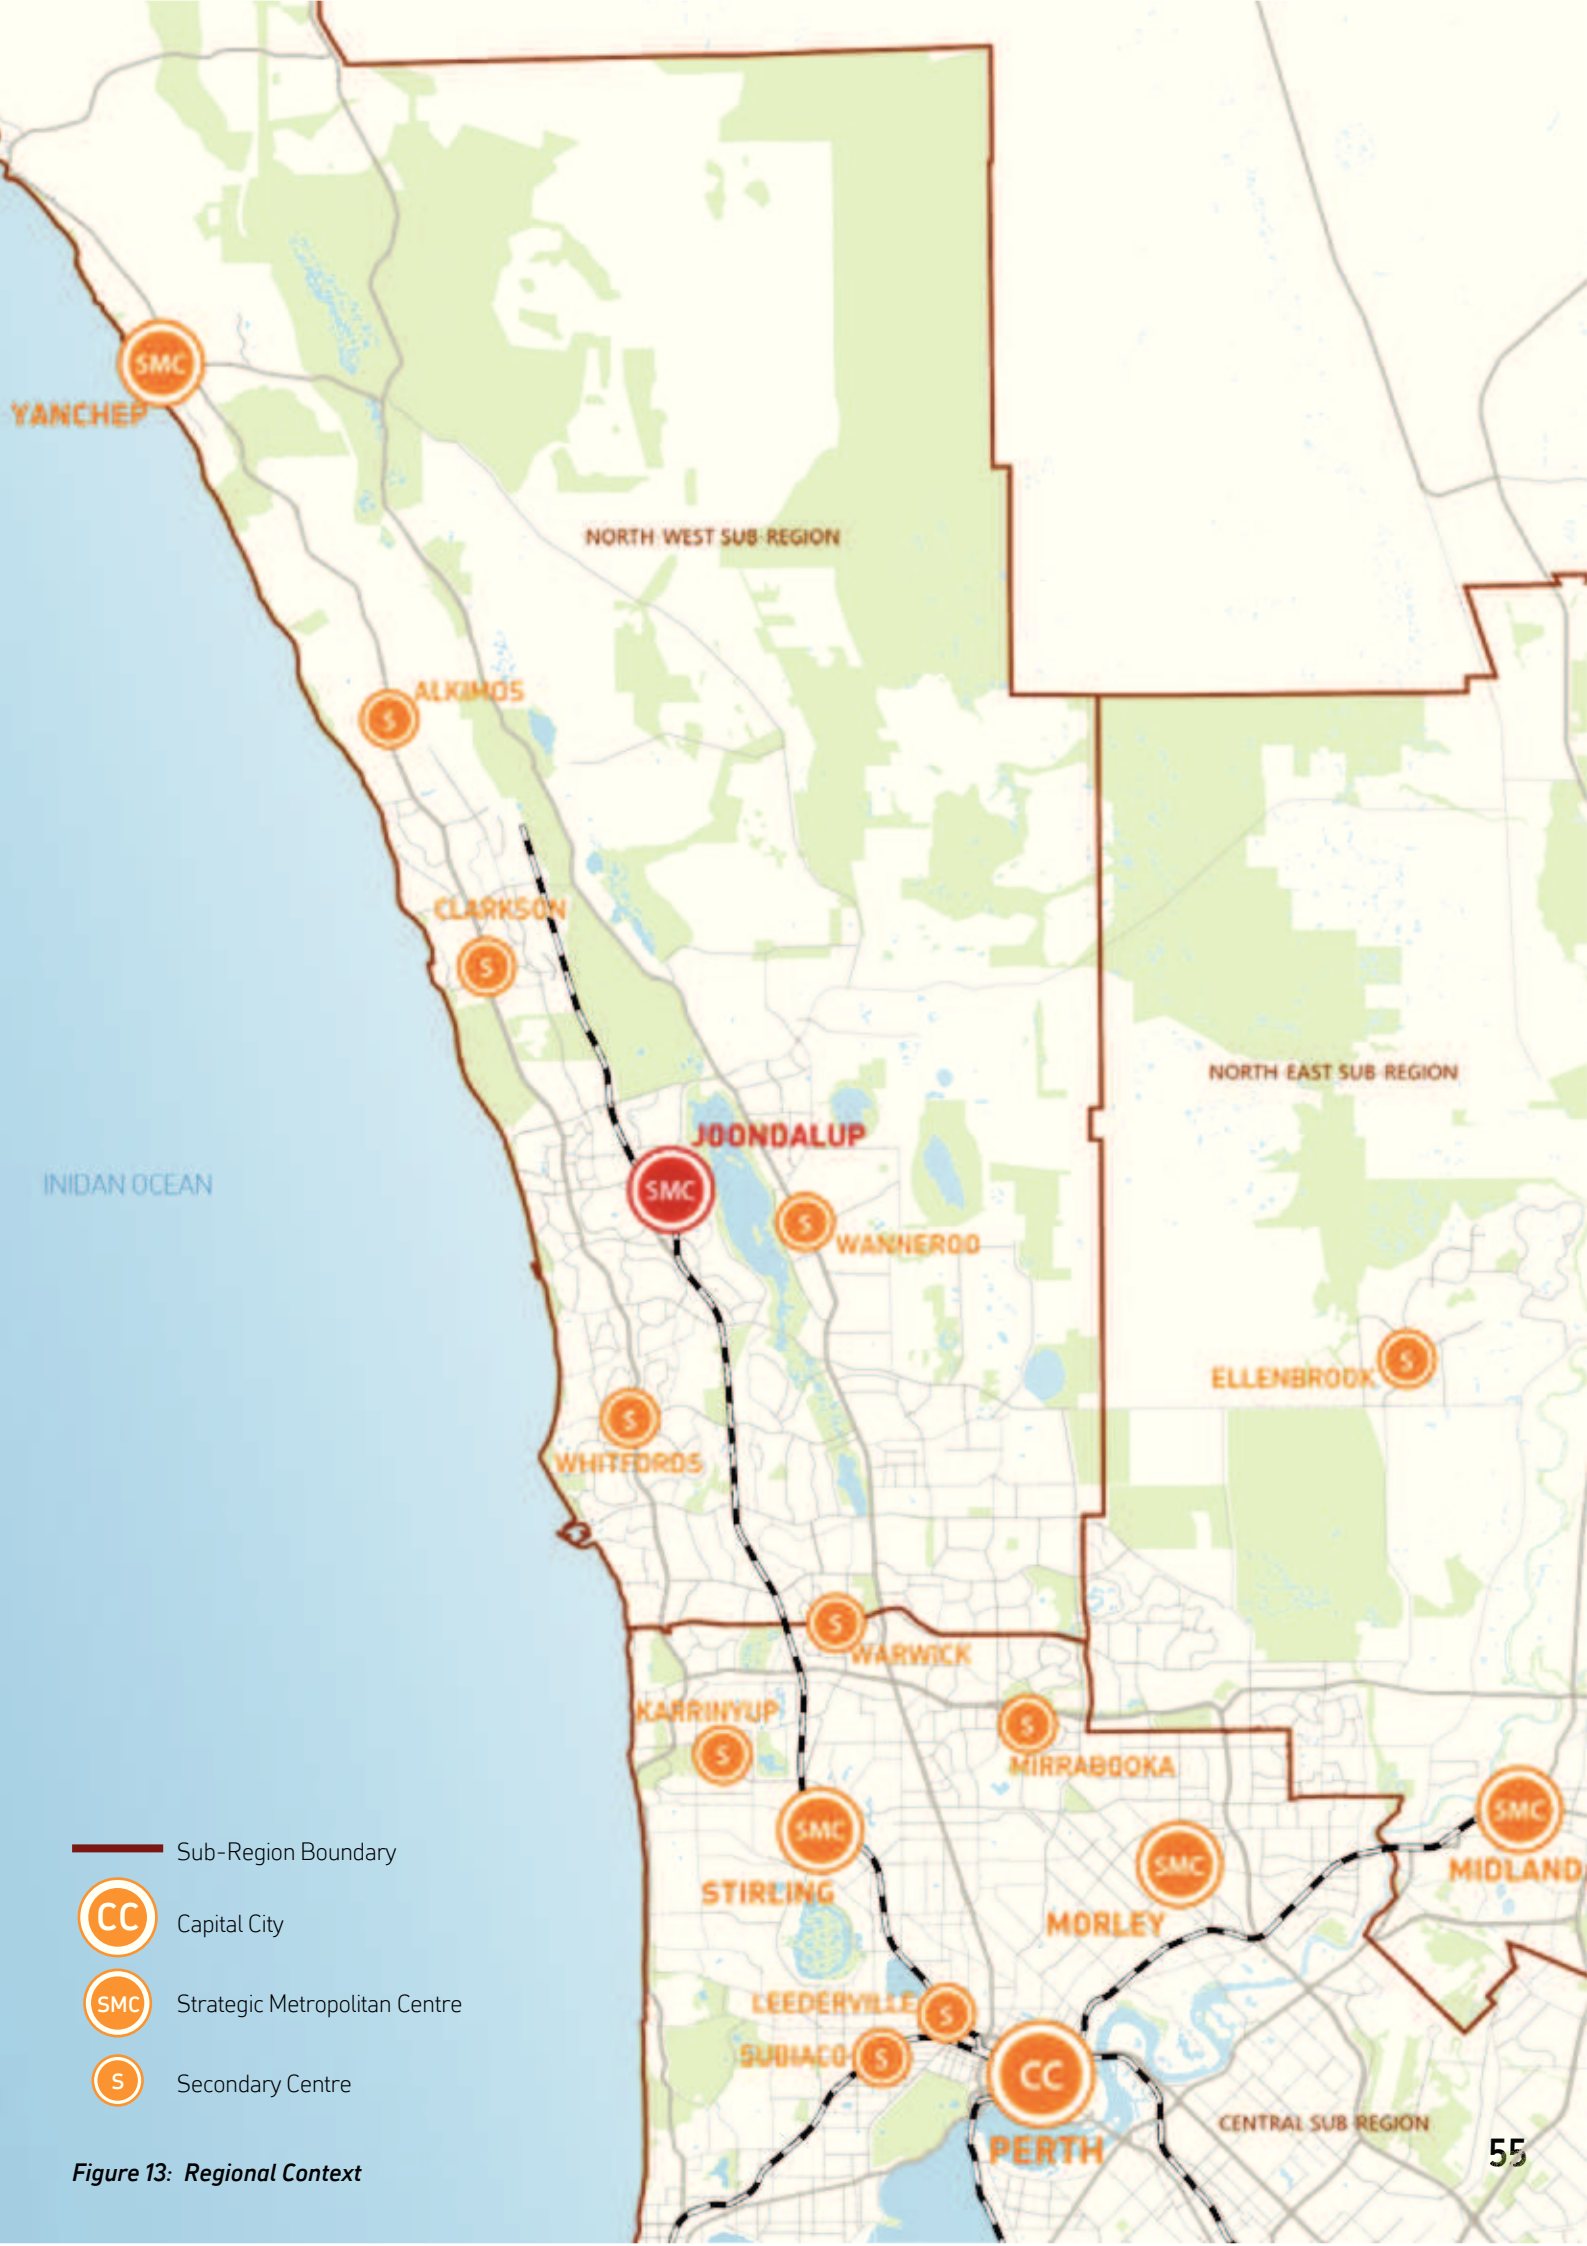 SMC
YANCHEP
NORTH WEST SUB REGION
ALKIMOS
S
CLARKSON
S
NORTH EAST SUB REGION
JOONDALUP
SMC
INIDAN OCEAN
S
WANNEROO
S
ELLENBROOK
S
WHITFORDS
S
WARWICK
KARRINYUP
S
S
MIRRABOOKA
SMC
STIRLING
SMC
MORLEY
SMC
MIDLAND
LEEDERVILLE
S
SUBIACO
S
CC
PERTH
CENTRAL SUB REGION
Sub-Region Boundary
CC
Capital City
SMC
Strategic Metropolitan Centre
S
Secondary Centre
Figure 13: Regional Context
55